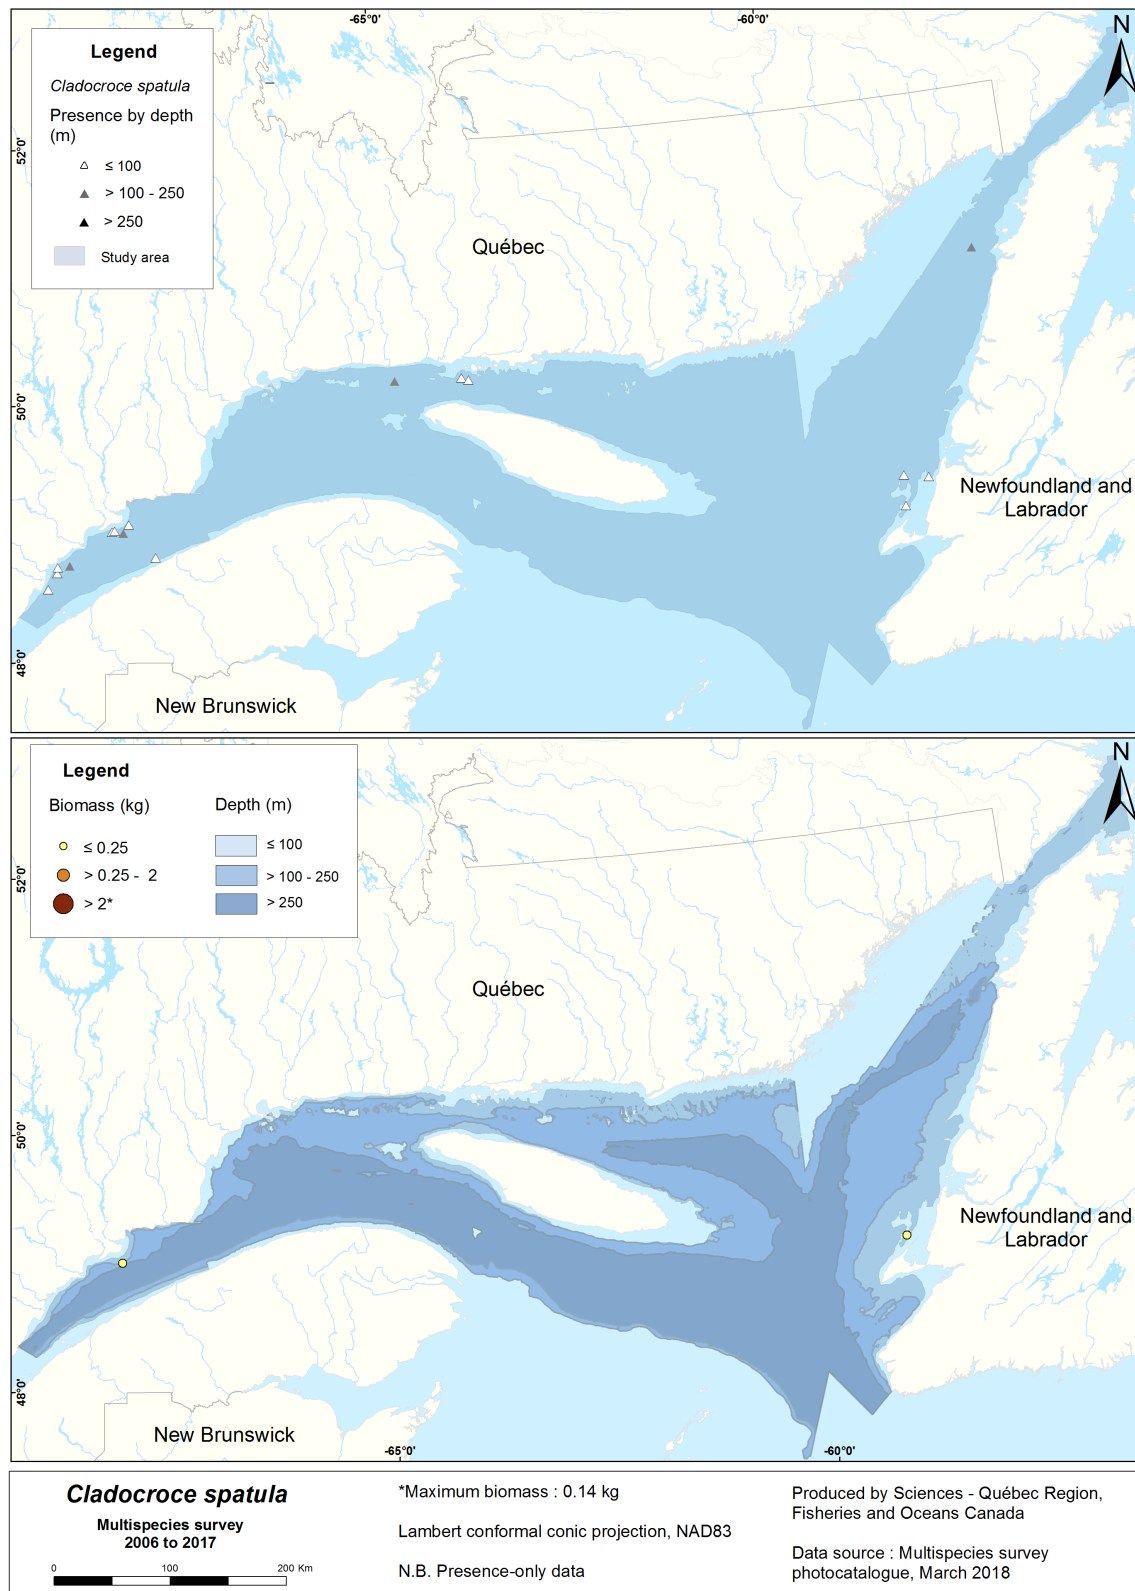 -65°0'
-60°0'
N
Legend
Cladocroce spatula
Presence by depth
(m)
≤ 100
> 100 - 250
> 250
Study area
52°0'
50°0'
48°0'
Québec
Newfoundland and
Labrador
New Brunswick
N
Legend
Biomass (kg)
Depth (m)
≤ 0.25
> 0.25 - 2
> 2*
≤ 100
> 100 - 250
> 250
52°0'
50°0'
48°0'
Québec
Newfoundland and
Labrador
New Brunswick
-65°0'
-60°0'
Cladocroce spatula
Multispecies survey
2006 to 2017
0 100 200 Km
*Maximum biomass : 0.14 kg
Lambert conformal conic projection, NAD83
N.B. Presence-only data
Produced by Sciences - Québec Region,
Fisheries and Oceans Canada
Data source : Multispecies survey
photocatalogue, March 2018